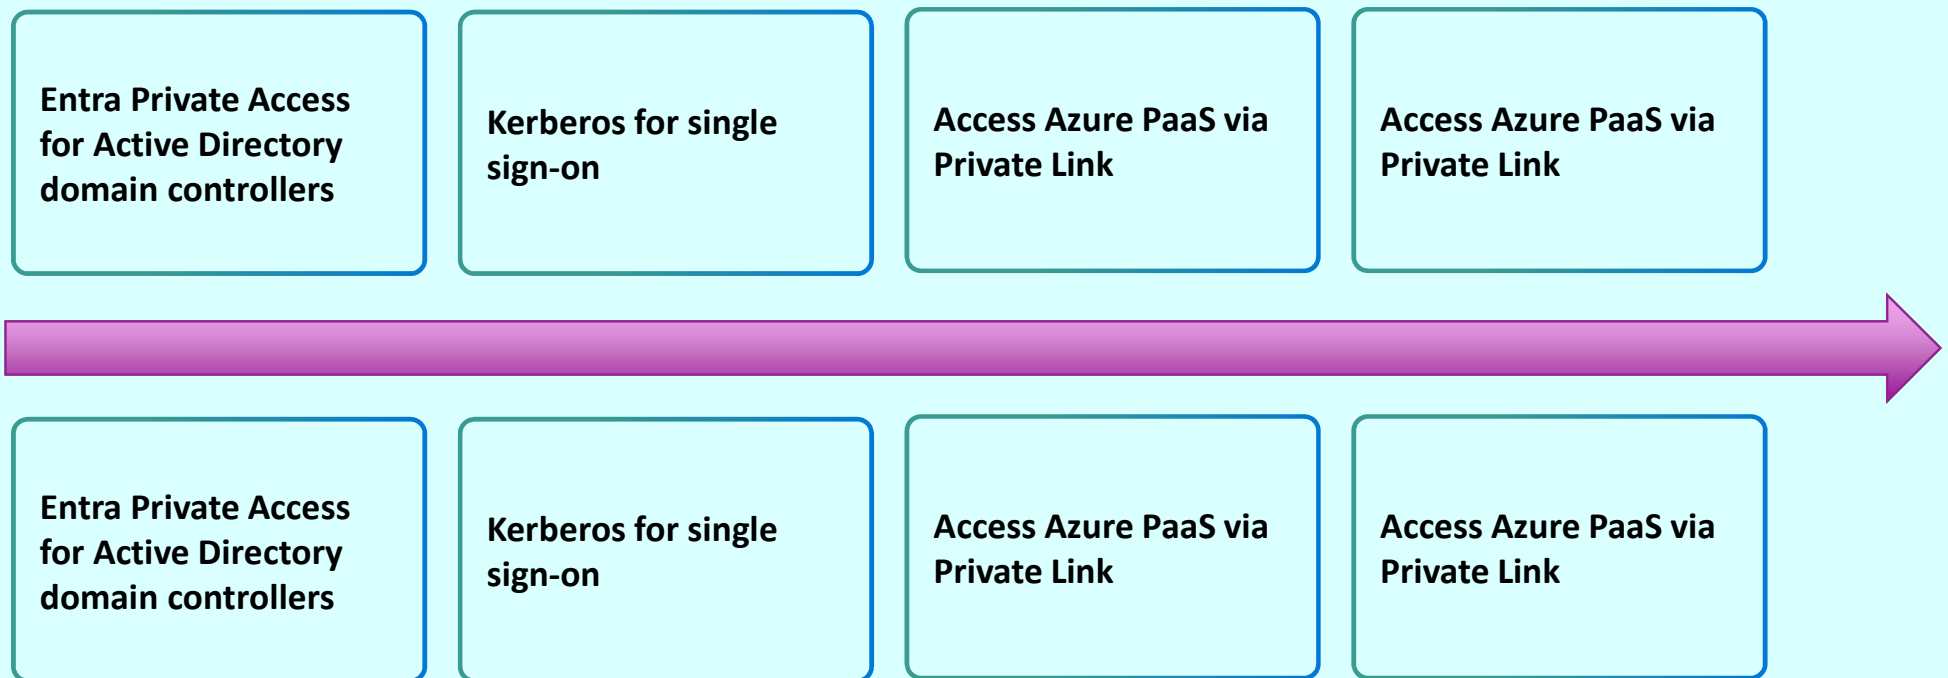 Entra Private Access
for Active Directory
domain controllers
Kerberos for single
sign-on
Access Azure PaaS via
Private Link
Access Azure PaaS via
Private Link
Entra Private Access
for Active Directory
domain controllers
Kerberos for single
sign-on
Access Azure PaaS via
Private Link
Access Azure PaaS via
Private Link